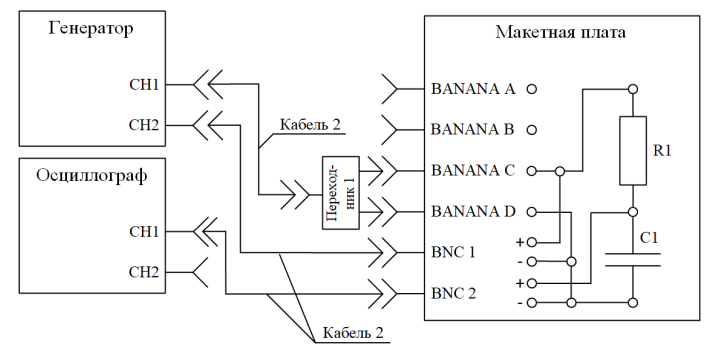 Генератор
CH1
CH2
Осциллограф
CH1
CH2
Кабель 2
Переход-
ник 1
Кабель 2
Макетная плата
BANANA A
BANANA B
BANANA C
BANANA D
BNC 1
+
-
BNC 2
+
-
R1
C1